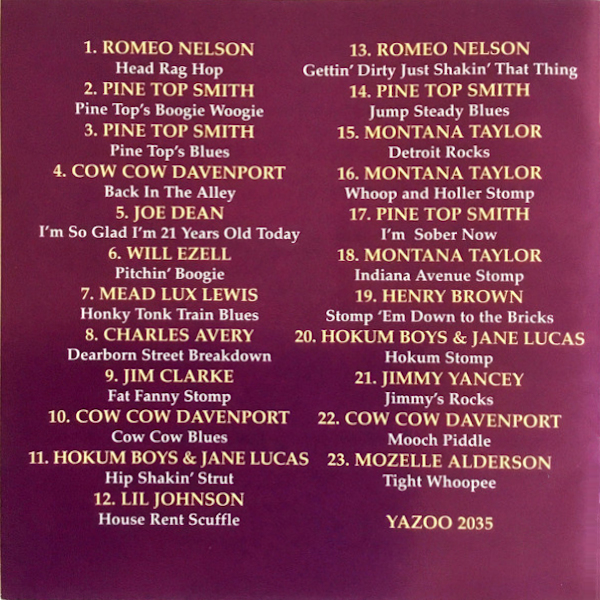 1. ROMEO NELSON
Head Rag Hop
2. PINE TOP SMITH
Pine Top's Boogie Woogie
3. PINE TOP SMITH
Pine Top's Blues
4. COW COW DAVENPORT
Back In The Alley
5. JOE DEAN
I'm So Glad I'm 21 Years Old Today
6. WILL EZELL
Pitchin' Boogie
7. MEAD LUX LEWIS
Honky Tonk Train Blues
8. CHARLES AVERY
Dearborn Street Breakdown
9. JIM CLARKE
Fat Fanny Stomp
10. COW COW DAVENPORT
Cow Cow Blues
11. HOKUM BOYS & JANE LUCAS
Hip Shakin' Strut
12. LIL JOHNSON
House Rent Scuffle
13. ROMEO NELSON
Gettin' Dirty Just Shakin' That Thing
14. PINE TOP SMITH
Jump Steady Blues
15. MONTANA TAYLOR
Detroit Rocks
16. MONTANA TAYLOR
Whoop and Holler Stomp
17. PINE TOP SMITH
I'm Sober Now
18. MONTANA TAYLOR
Indiana Avenue Stomp
19. HENRY BROWN
Stomp 'Em Down to the Bricks
20. HOKUM BOYS & JANE LUCAS
Hokum Stomp
21. JIMMY YANCEY
Jimmy's Rocks
22. COW COW DAVENPORT
Mooch Piddle
23. MOZELLE ALDERSON
Tight Whoopee
YAZOO 2035